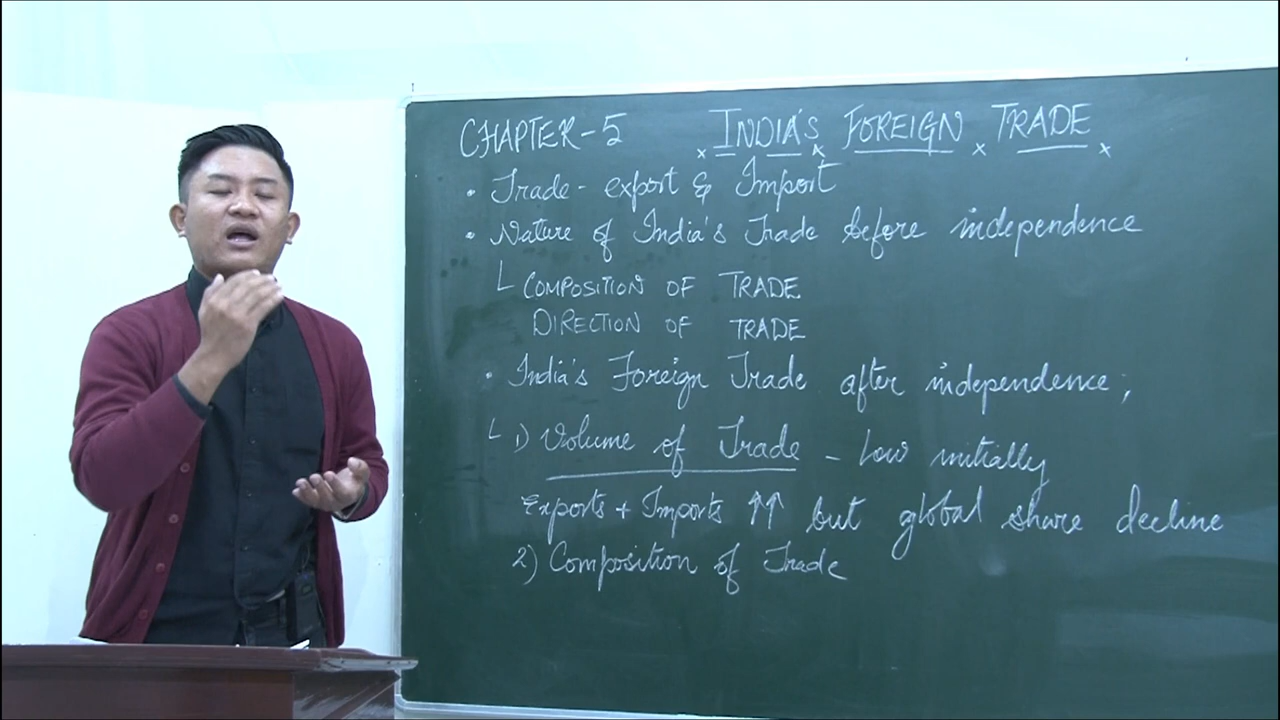 CHAPTER-5 INDIA'S FOREIGN TRADE
• Trade - export & Import
• Nature of India's Trade before independence
└ COMPOSITION OF TRADE
DIRECTION OF TRADE
• India's Foreign Trade after independence;
└ 1) Volume of Trade - Low initially
Exports + Imports ↑↑ but global share decline
2) Composition of Trade